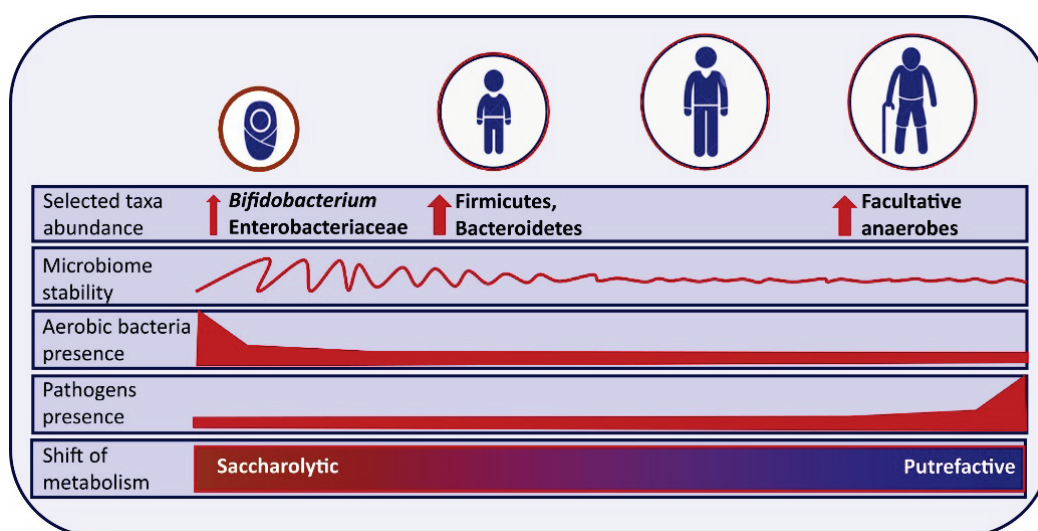 Selected taxa
abundance
Bifidobacterium
Enterobacteriaceae
Firmicutes,
Bacteroidetes
Facultative
anaerobes
Microbiome
stability
Aerobic bacteria
presence
Pathogens
presence
Shift of
metabolism
Saccharolytic
Putrefactive